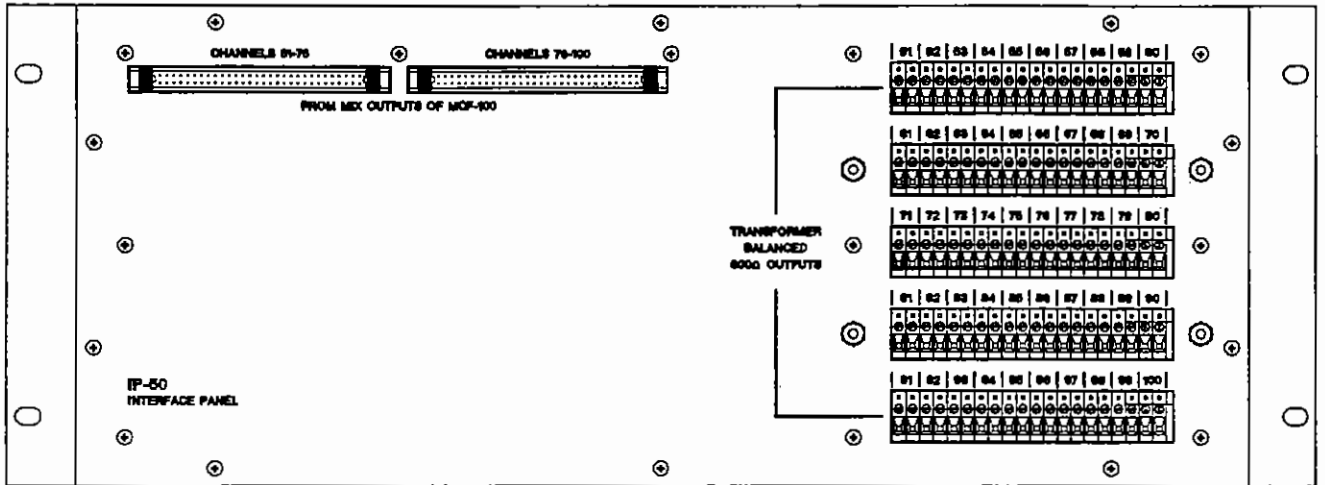 CHANNELS 51-75
CHANNELS 76-100
FROM MIX OUTPUTS OF
51 52 53 54 55 56 57 58 59 60
61 62 63 64 65 66 67 68 69 70
71 72 73 74 75 76 77 78 79 80
81 82 83 84 85 86 87 88 89 90
91 92 93 94 95 96 97 98 99 100
TRANSFORMER
BALANCED
600Ω OUTPUTS
IP-50
INTERFACE PANEL